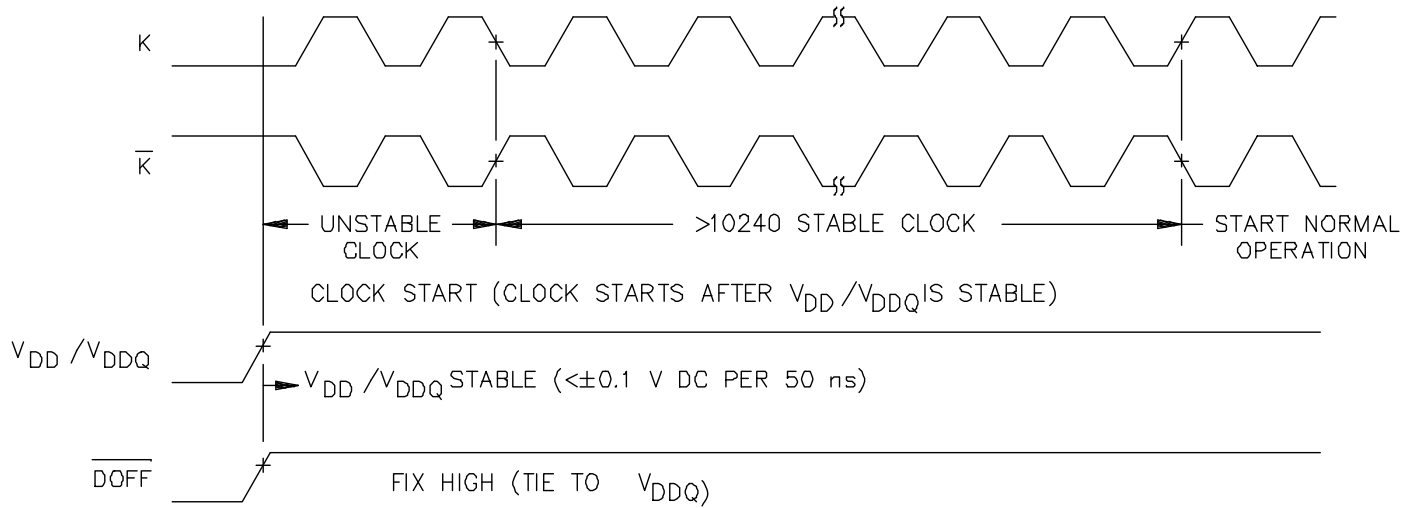 K
K̅
UNSTABLE CLOCK
>10240 STABLE CLOCK
START NORMAL OPERATION
CLOCK START (CLOCK STARTS AFTER VDD/VDDQ IS STABLE)
VDD/VDDQ
VDD/VDDQ STABLE (<±0.1 V DC PER 50 ns)
D̅O̅F̅F̅
FIX HIGH (TIE TO VDDQ)